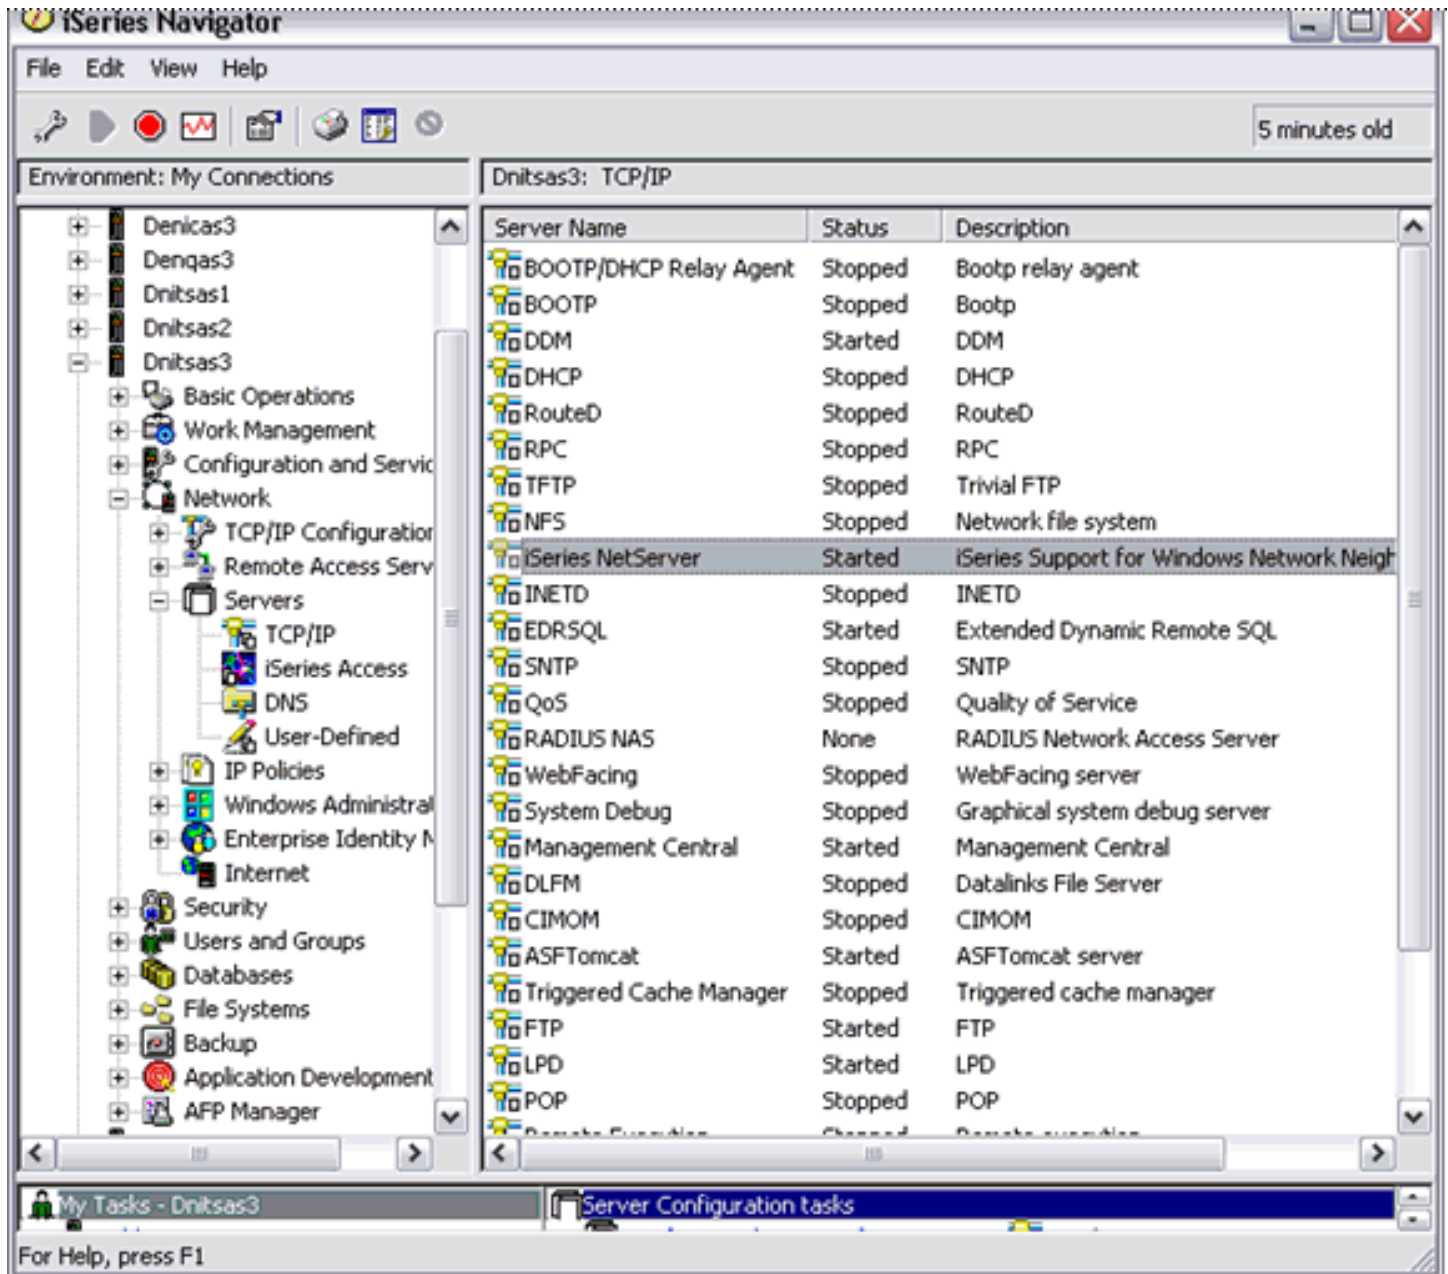 iSeries Navigator
File Edit View Help
5 minutes old
Environment: My Connections
Dnitsas3: TCP/IP
Denicas3
Denqas3
Dnitsas1
Dnitsas2
Dnitsas3
Basic Operations
Work Management
Configuration and Servic
Network
TCP/IP Configuration
Remote Access Serv
Servers
TCP/IP
iSeries Access
DNS
User-Defined
IP Policies
Windows Administrat
Enterprise Identity M
Internet
Security
Users and Groups
Databases
File Systems
Backup
Application Development
AFP Manager
Server Name Status Description
BOOTP/DHCP Relay Agent Stopped Bootp relay agent
BOOTP Stopped Bootp
DDM Started DDM
DHCP Stopped DHCP
RouteD Stopped RouteD
RPC Stopped RPC
TFTP Stopped Trivial FTP
NFS Stopped Network file system
iSeries NetServer Started iSeries Support for Windows Network Neigh
INETD Stopped INETD
EDRSQL Started Extended Dynamic Remote SQL
SNTP Stopped SNTP
QoS Stopped Quality of Service
RADIUS NAS None RADIUS Network Access Server
WebFacing Stopped WebFacing server
System Debug Stopped Graphical system debug server
Management Central Started Management Central
DLFM Stopped Datalinks File Server
CIMOM Stopped CIMOM
ASFTomcat Started ASFTomcat server
Triggered Cache Manager Stopped Triggered cache manager
FTP Started FTP
LPD Started LPD
POP Stopped POP
Remote Execution Stopped Remote execution
My Tasks - Dnitsas3
Server Configuration tasks
For Help, press F1